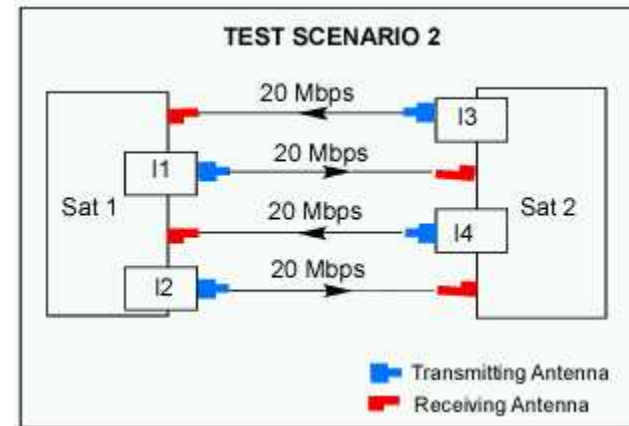 TEST SCENARIO 2
20 Mbps
I3
I1
20 Mbps
Sat 1
Sat 2
20 Mbps
I4
I2
20 Mbps
Transmitting Antenna
Receiving Antenna